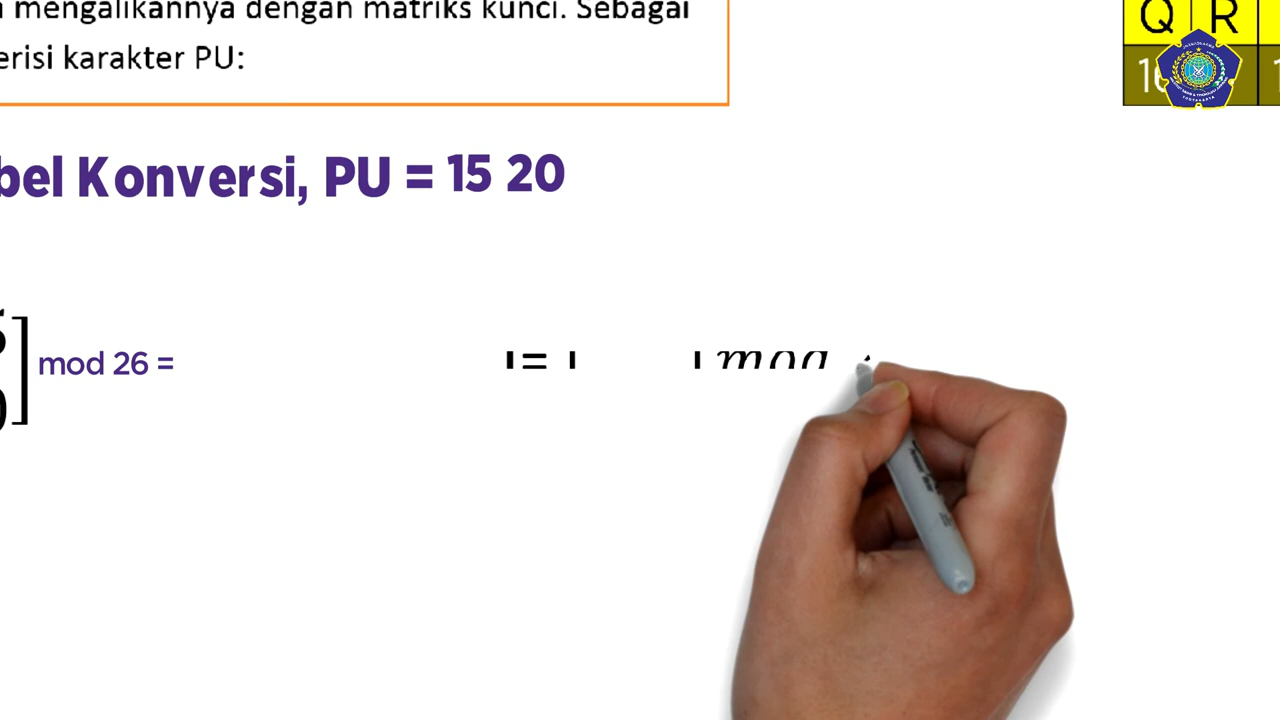 mengalikannya dengan matriks kunci. Sebagai
erisi karakter PU:
Q R
bel Konversi, PU = 15 20
mod 26 =